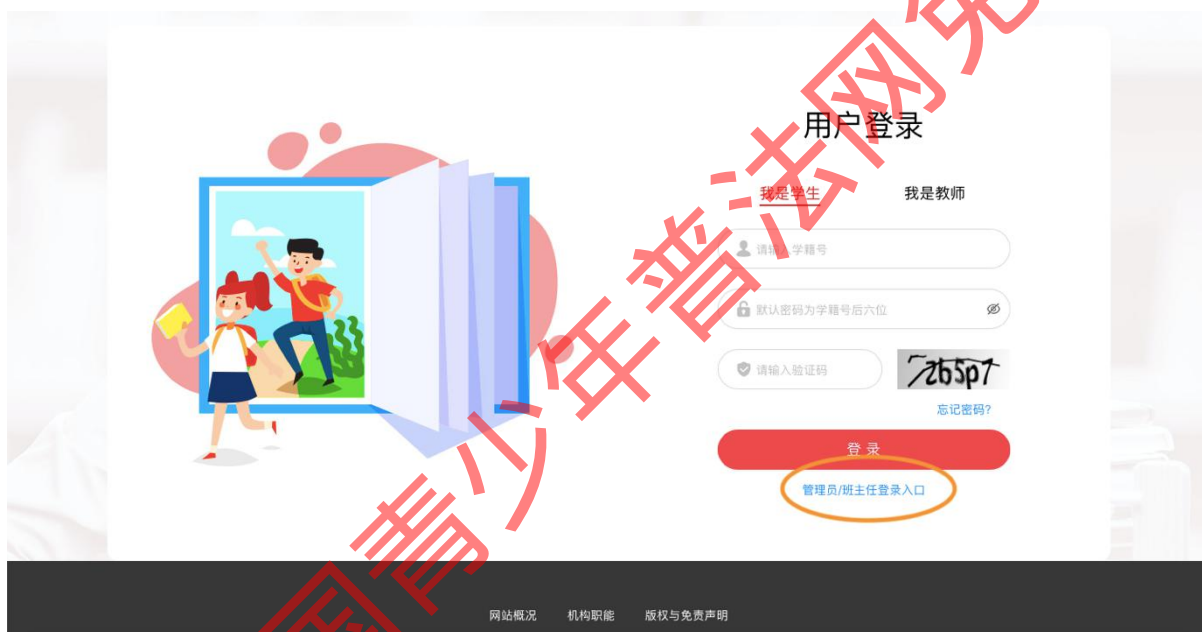 用户登录
我是学生 我是教师
请输入学籍号
默认密码为学籍号后六位
请输入验证码
忘记密码?
登 录
管理员/班主任登录入口
网站概况 机构职能 版权与免责声明
国青少年普法网免